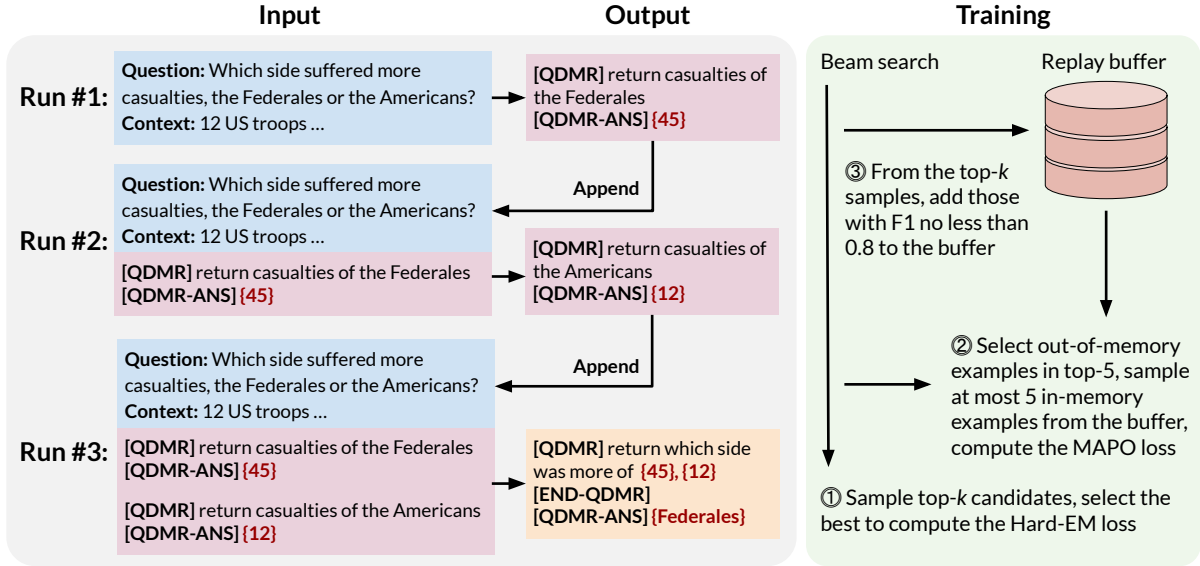 Input
Output
Training
Run #1:
Question: Which side suffered more
casualties, the Federales or the Americans?
Context: 12 US troops ...
[QDMR] return casualties of
the Federales
[QDMR-ANS] {45}
Append
Run #2:
Question: Which side suffered more
casualties, the Federales or the Americans?
Context: 12 US troops ...
[QDMR] return casualties of the Federales
[QDMR-ANS] {45}
[QDMR] return casualties of
the Americans
[QDMR-ANS] {12}
Append
Run #3:
Question: Which side suffered more
casualties, the Federales or the Americans?
Context: 12 US troops ...
[QDMR] return casualties of the Federales
[QDMR-ANS] {45}
[QDMR] return casualties of the Americans
[QDMR-ANS] {12}
[QDMR] return which side
was more of {45}, {12}
[END-QDMR]
[QDMR-ANS] {Federales}
Beam search
Replay buffer
③ From the top-k
samples, add those
with F1 no less than
0.8 to the buffer
② Select out-of-memory
examples in top-5, sample
at most 5 in-memory
examples from the buffer,
compute the MAPO loss
① Sample top-k candidates, select the
best to compute the Hard-EM loss